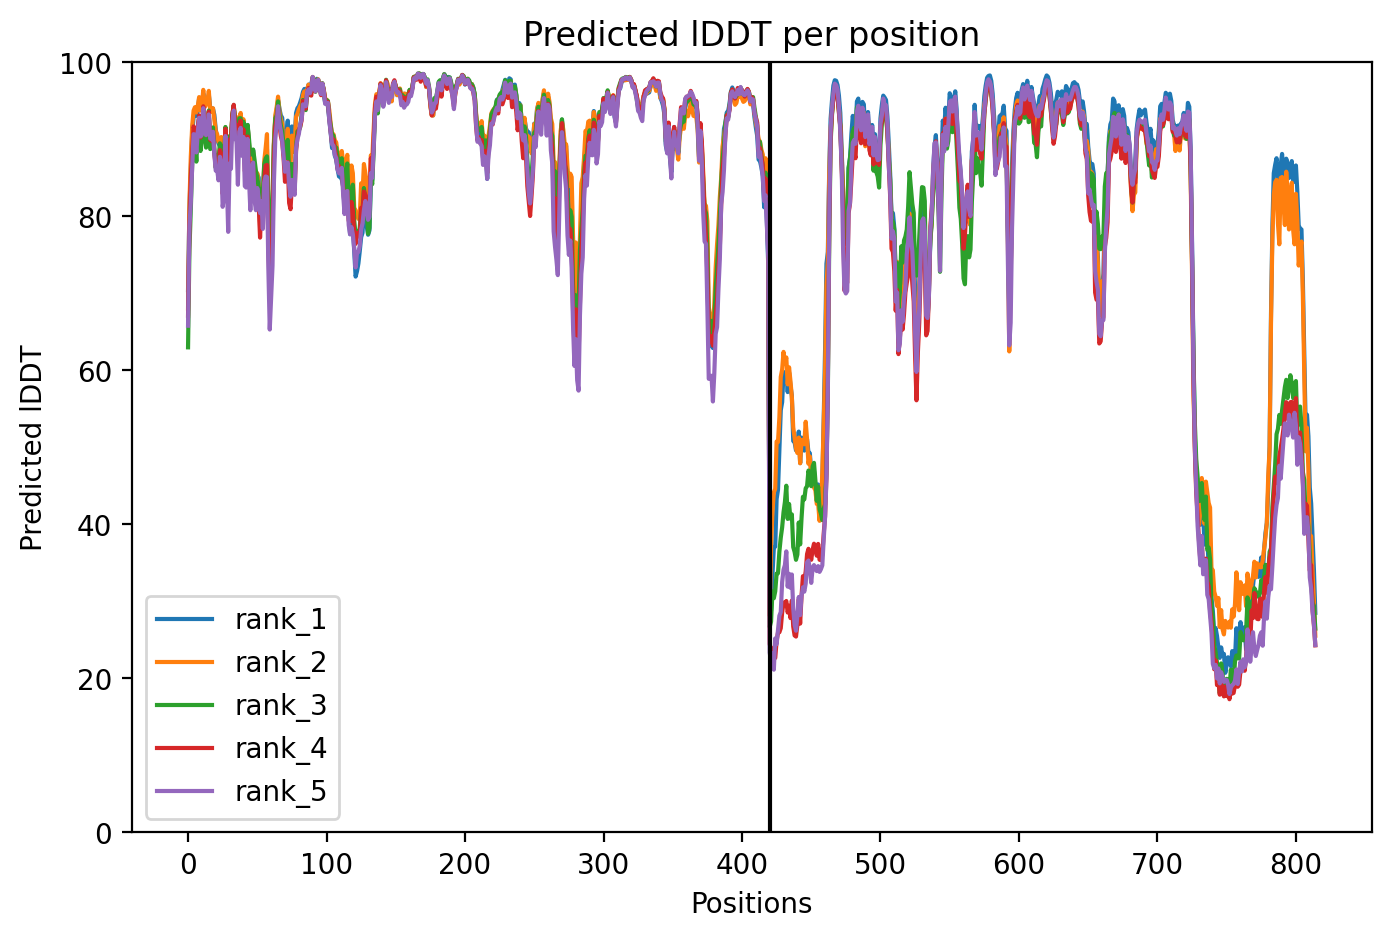 Predicted lDDT per position
Predicted lDDT
100
80
60
40
20
0
rank_1
rank_2
rank_3
rank_4
rank_5
0 100 200 300 400 500 600 700 800
Positions